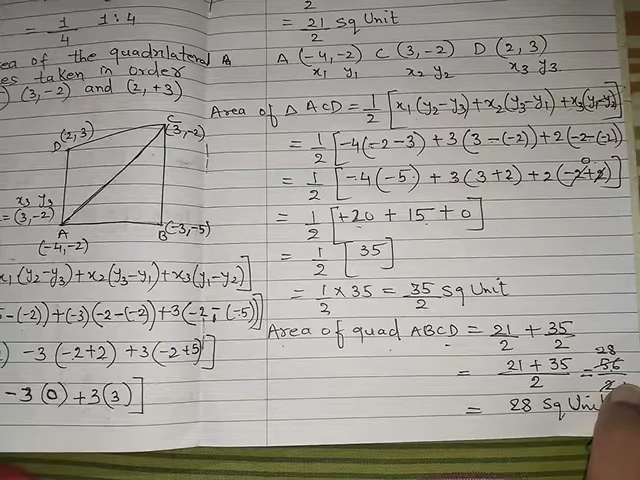 = 1/4 1:4
ea of the quadrilateral
es taken in order
(3,-2) and (2,+3)
D (2,3)
C (3,-2)
x3 y3
= (3,-2)
A
(-4,-2)
B (-3,-5)
x1(y2-y3)+x2(y3-y1)+x3(y1-y2)]
-(-2))+(-3)(-2-(-2))+3(-2-(-5)]
) -3(-2+2) +3(-2+5)]
-3(0)+3(3)]
2
= 21/2 Sq Unit
A (-4,-2) C (3,-2) D (2,3)
x1 y1 x2 y2 x3 y3
Area of Δ ACD = 1/2 [x1(y2-y3)+x2(y3-y1)+x3(y1-y2)]
= 1/2 [-4(-2-3)+3(3-(-2))+2(-2-(-2)]
= 1/2 [-4(-5)+3(3+2)+2(-2+2)] 0
= 1/2 [+20+15+0]
= 1/2 [35]
= 1/2 × 35 = 35/2 Sq Unit
Area of quad ABCD = 21/2 + 35/2
= 21+35/2 = 56/2 28
= 28 Sq Unit